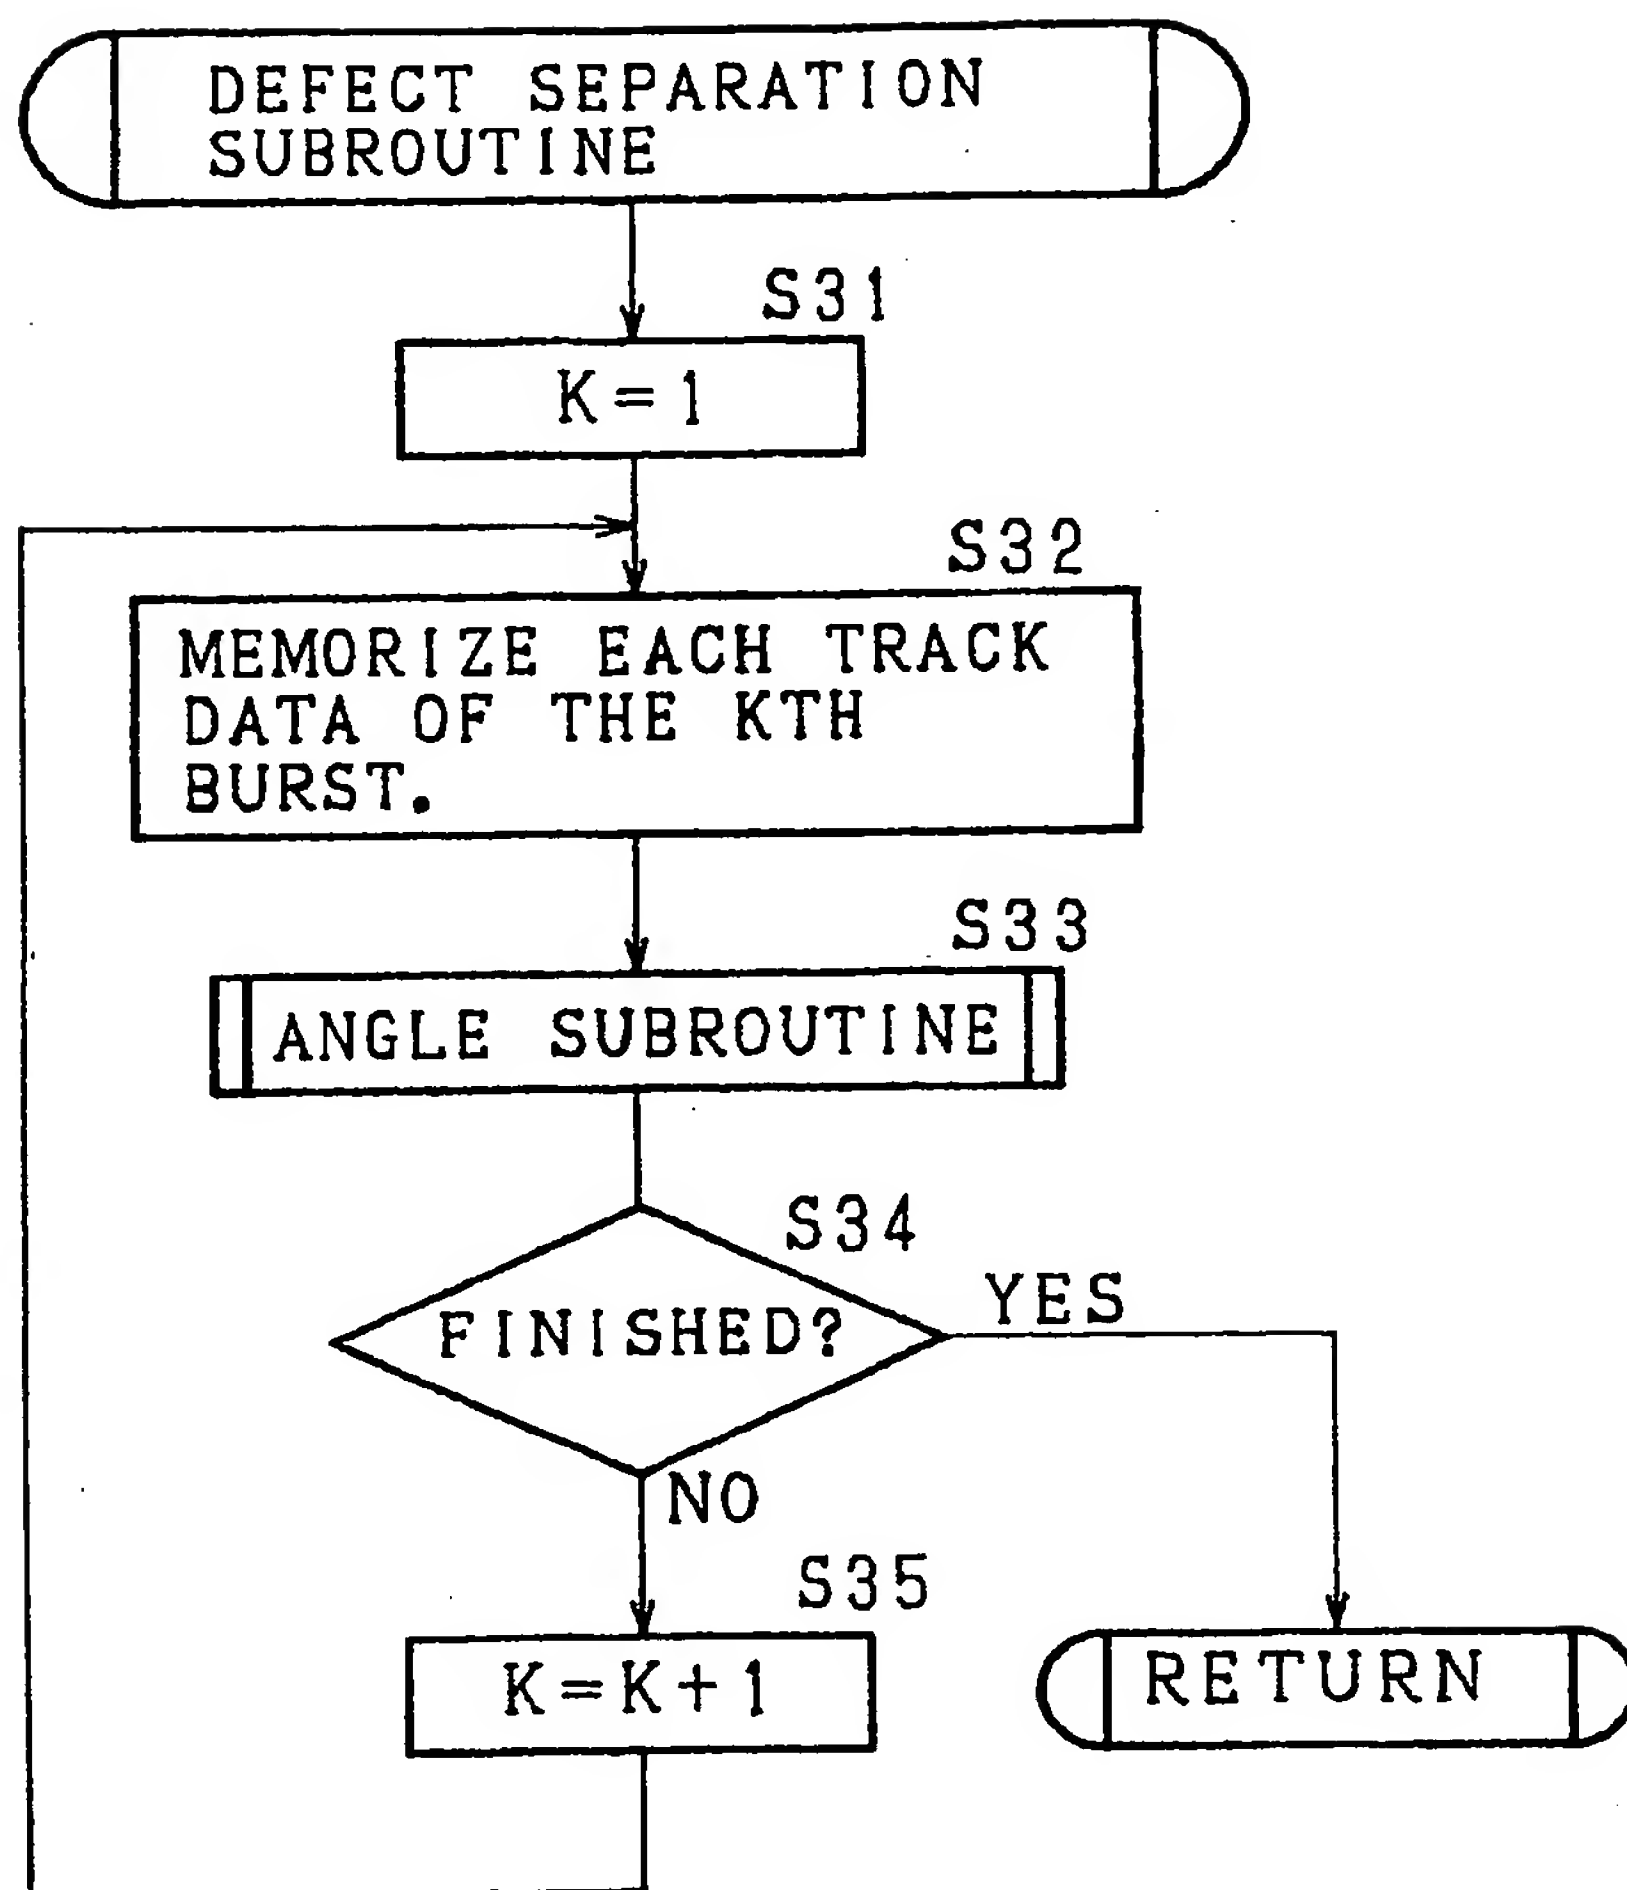 DEFECT SEPARATION
SUBROUTINE
S31
K=1
S32
MEMORIZE EACH TRACK
DATA OF THE KTH
BURST.
S33
ANGLE SUBROUTINE
S34
FINISHED?
YES
NO
S35
K=K+1
RETURN